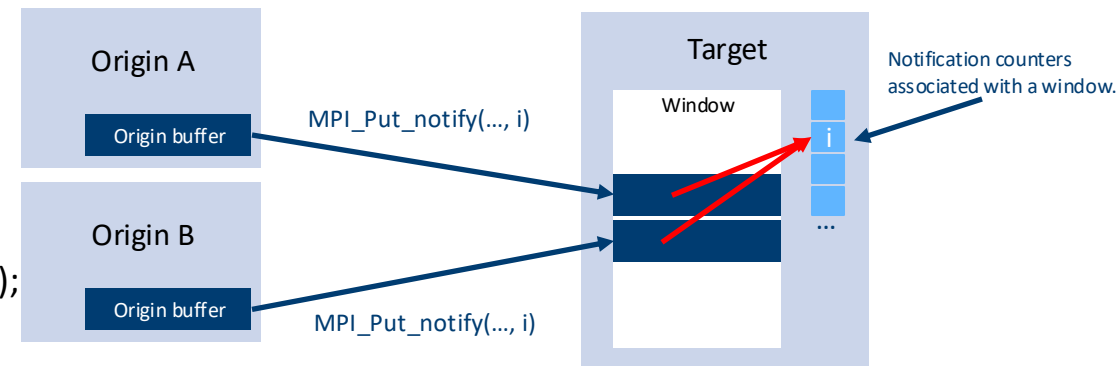 Origin A
Origin buffer
MPI_Put_notify(…, i)
Target
Window
i
...
Notification counters
associated with a window.
Origin B
);
Origin buffer
MPI_Put_notify(…, i)